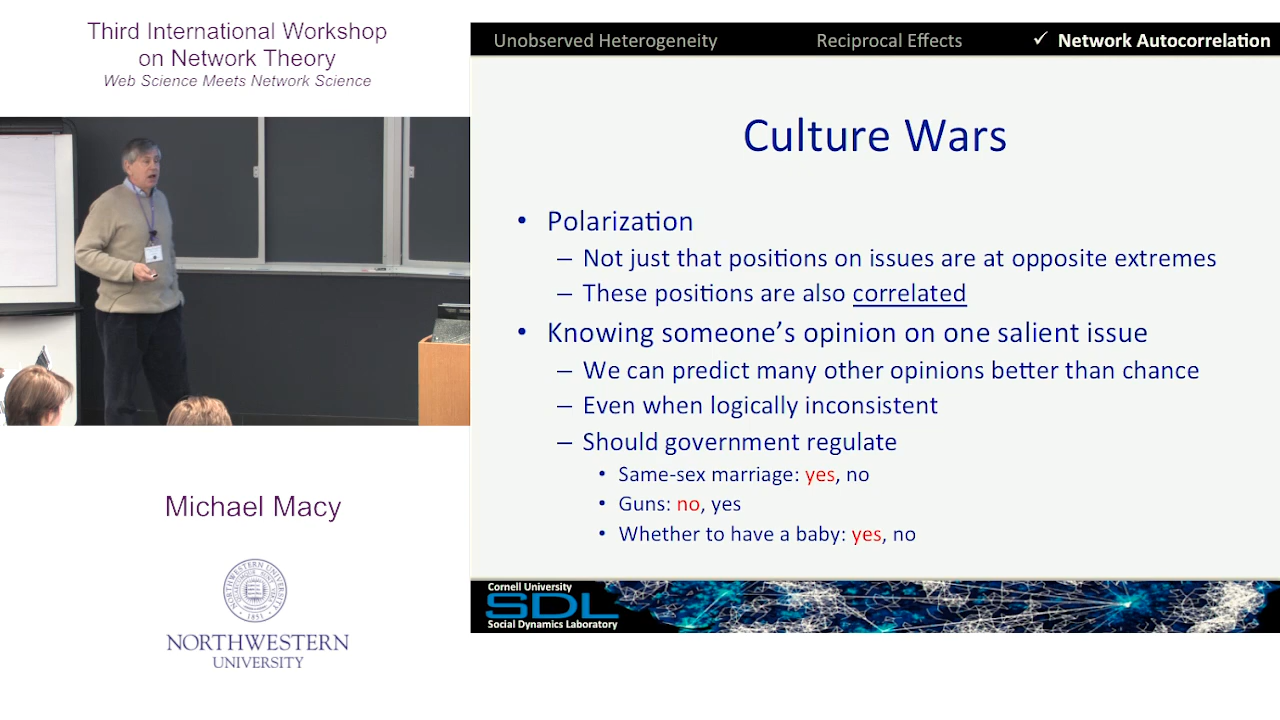 Third International Workshop
on Network Theory
Web Science Meets Network Science
Michael Macy
NORTHWESTERN
UNIVERSITY
Unobserved Heterogeneity
Reciprocal Effects
✓ Network Autocorrelation
Culture Wars
• Polarization
– Not just that positions on issues are at opposite extremes
– These positions are also correlated
• Knowing someone's opinion on one salient issue
– We can predict many other opinions better than chance
– Even when logically inconsistent
– Should government regulate
• Same-sex marriage: yes, no
• Guns: no, yes
• Whether to have a baby: yes, no
Cornell University
SDL
Social Dynamics Laboratory